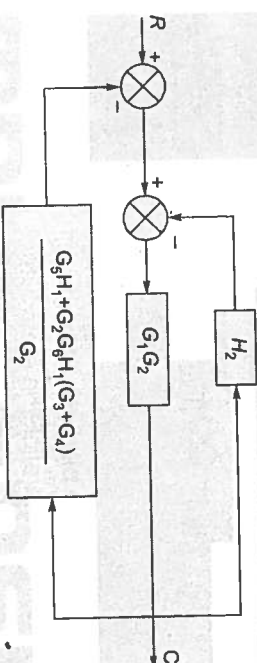 R
+
−
+
−
H₂
G₁G₂
C
G₅H₁+G₂G₆H₁(G₃+G₄)
G₂